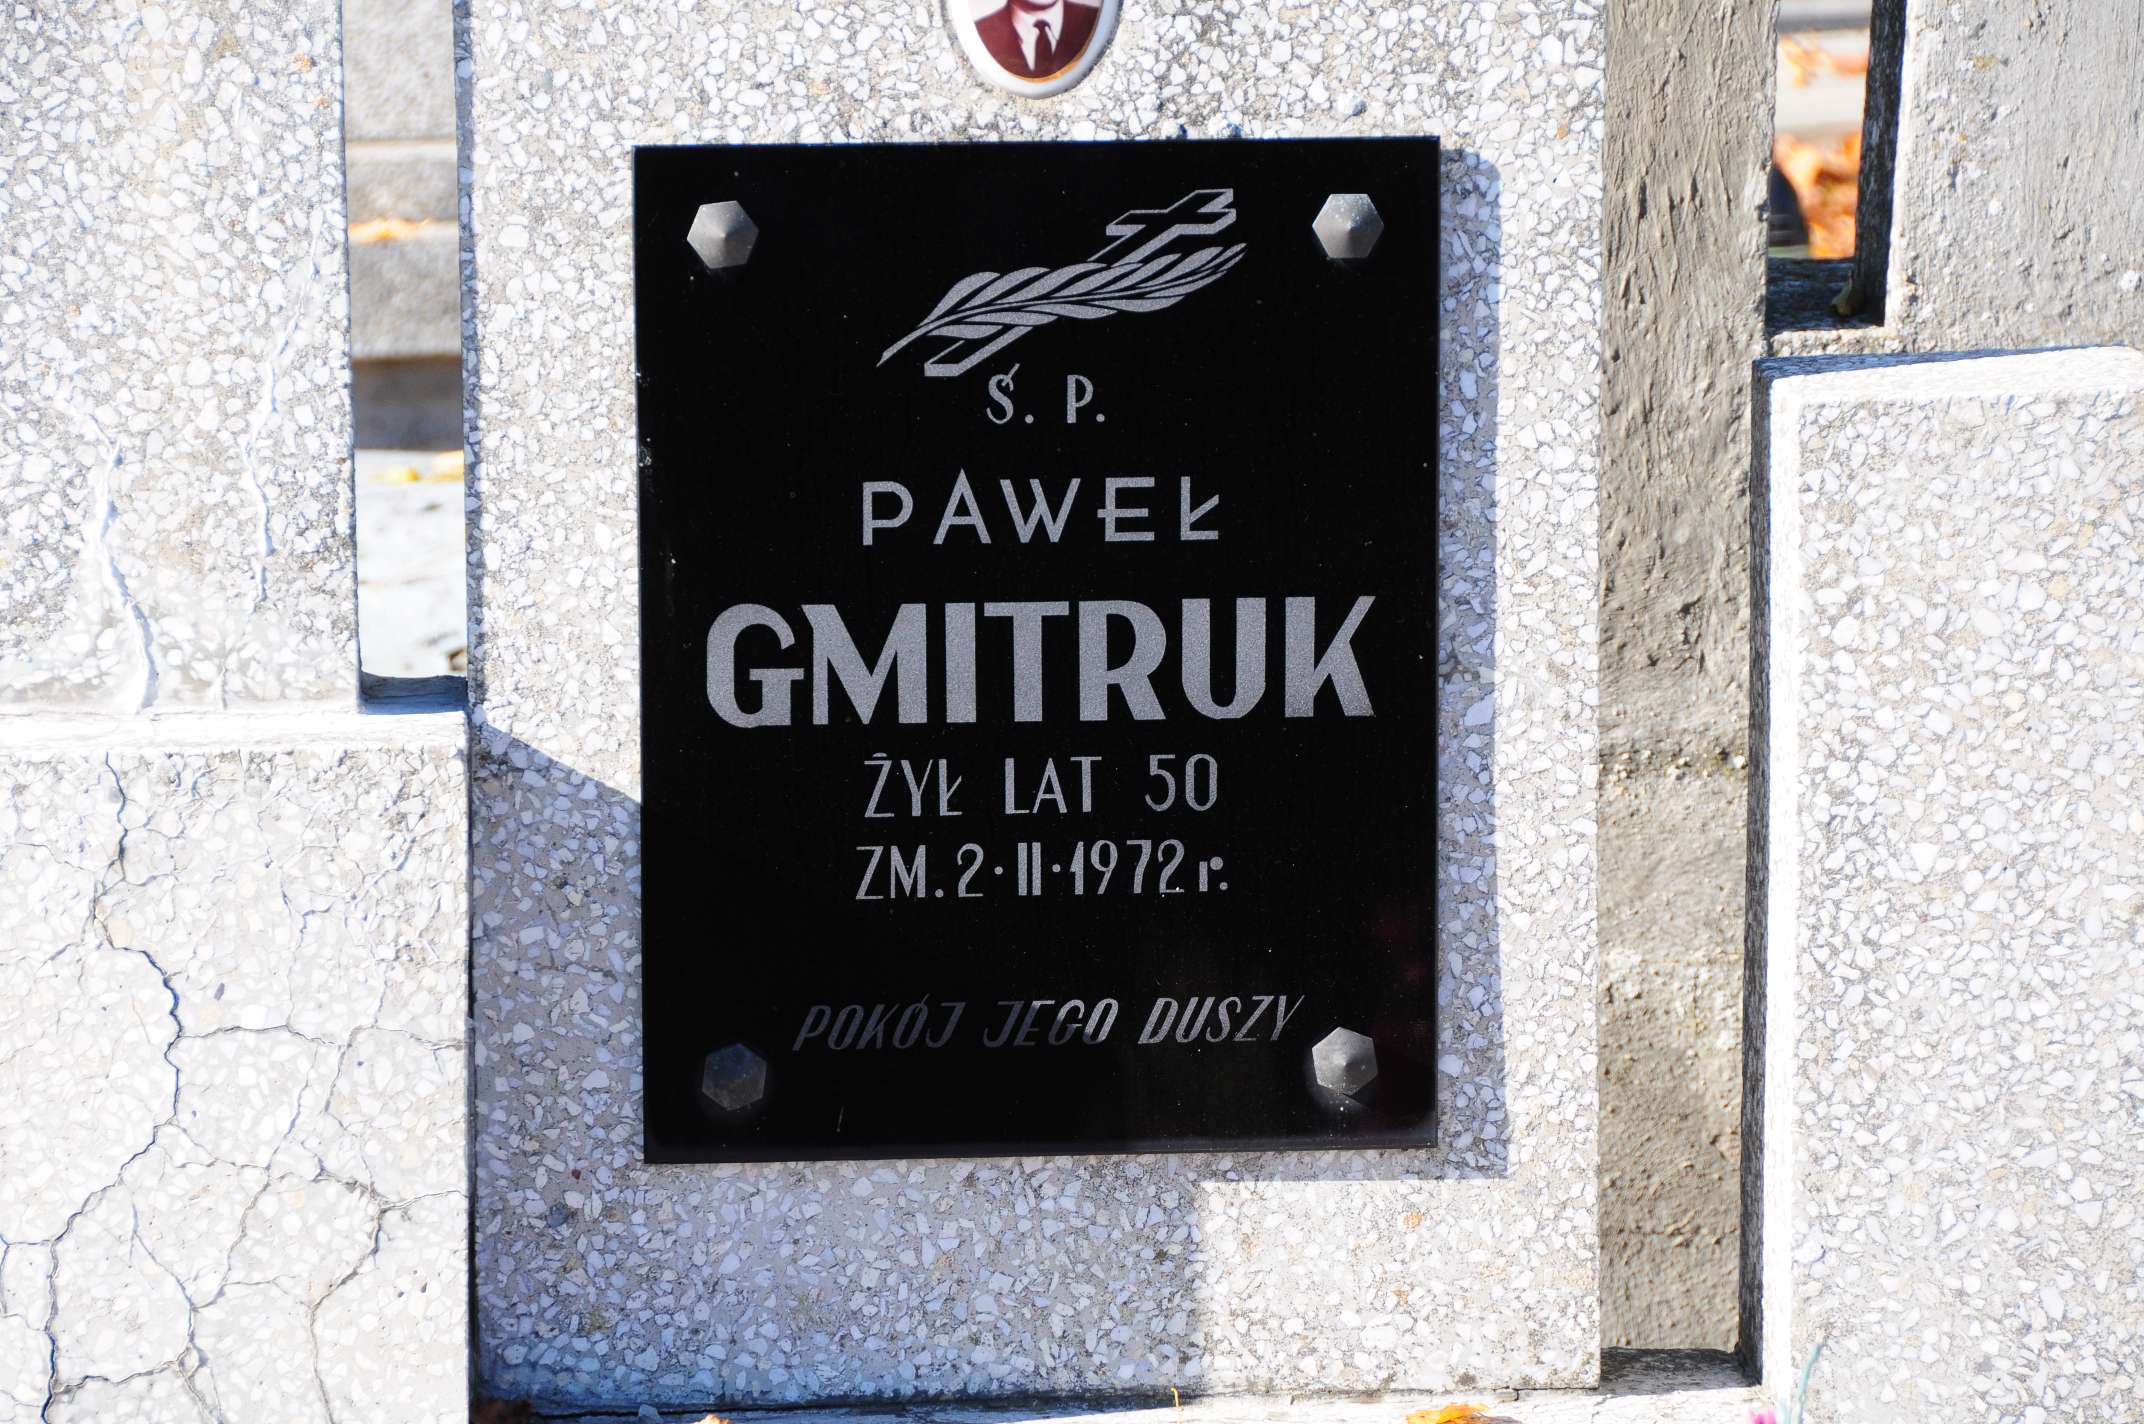 Ś. P.
PAWEŁ
GMITRUK
ŻYŁ LAT 50
ZM. 2·II·1972 r.
POKÓJ JEGO DUSZY